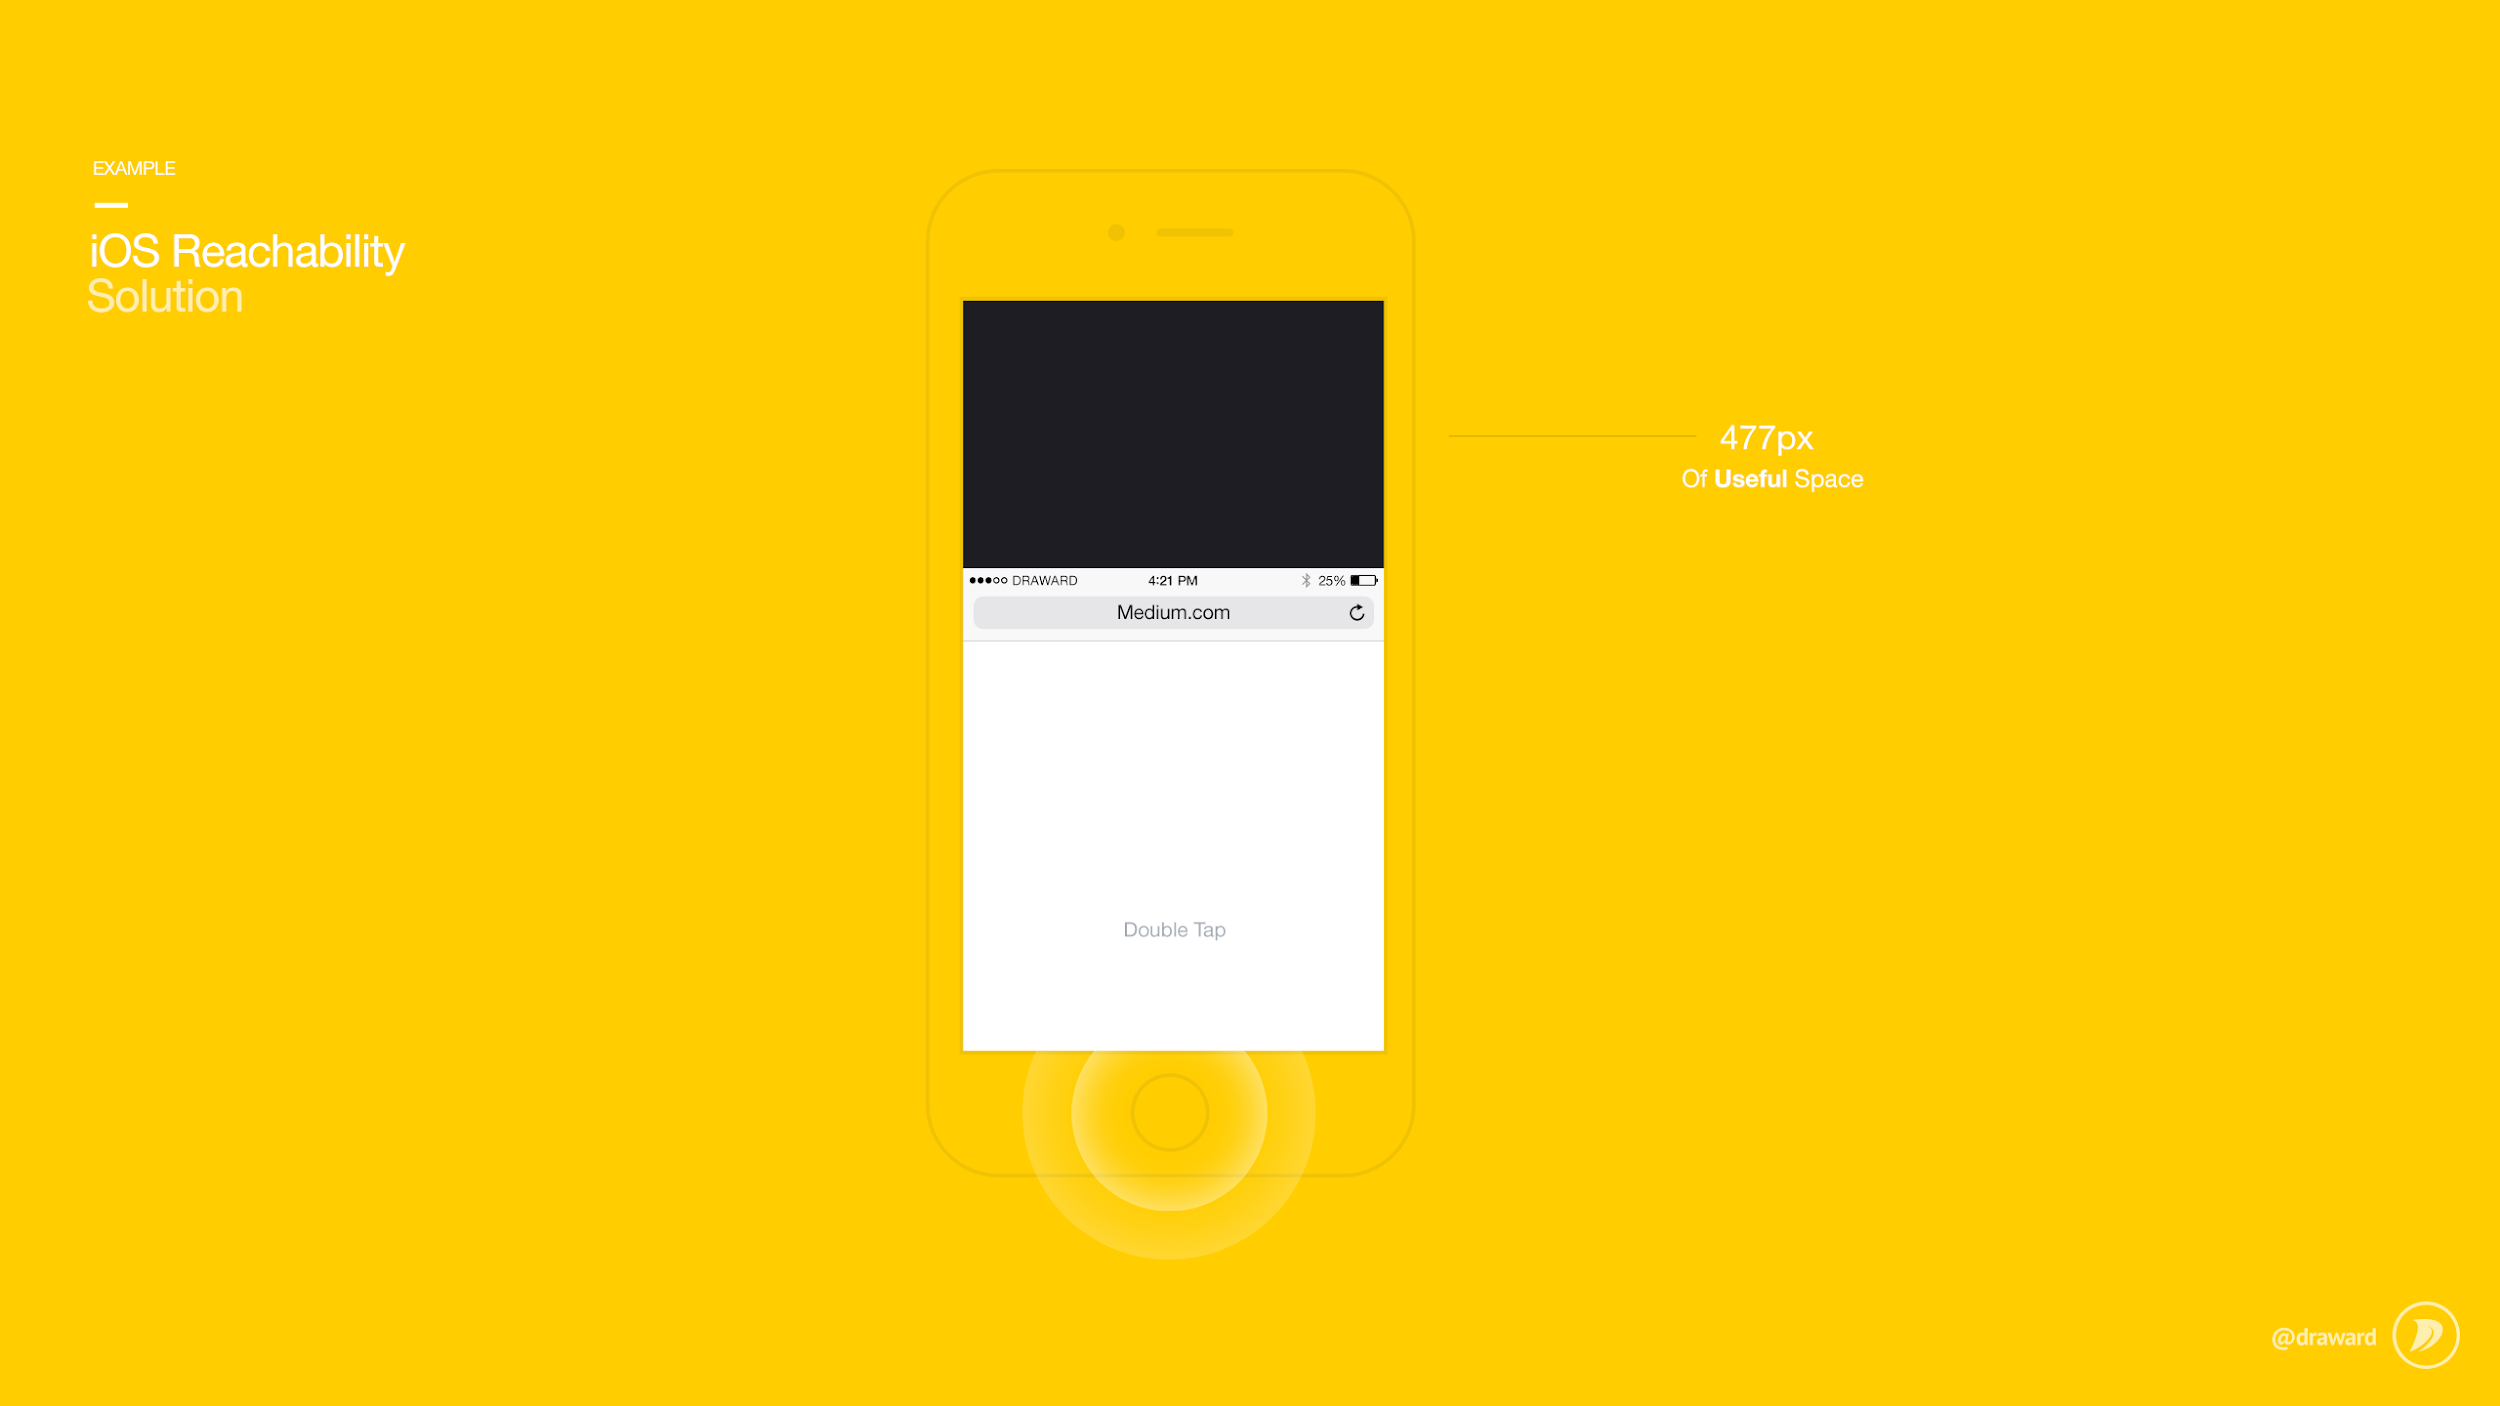 EXAMPLE
iOS Reachability
Solution
477px
Of Useful Space
DRAWARD 4:21 PM 25%
Medium.com
Double Tap
@draward